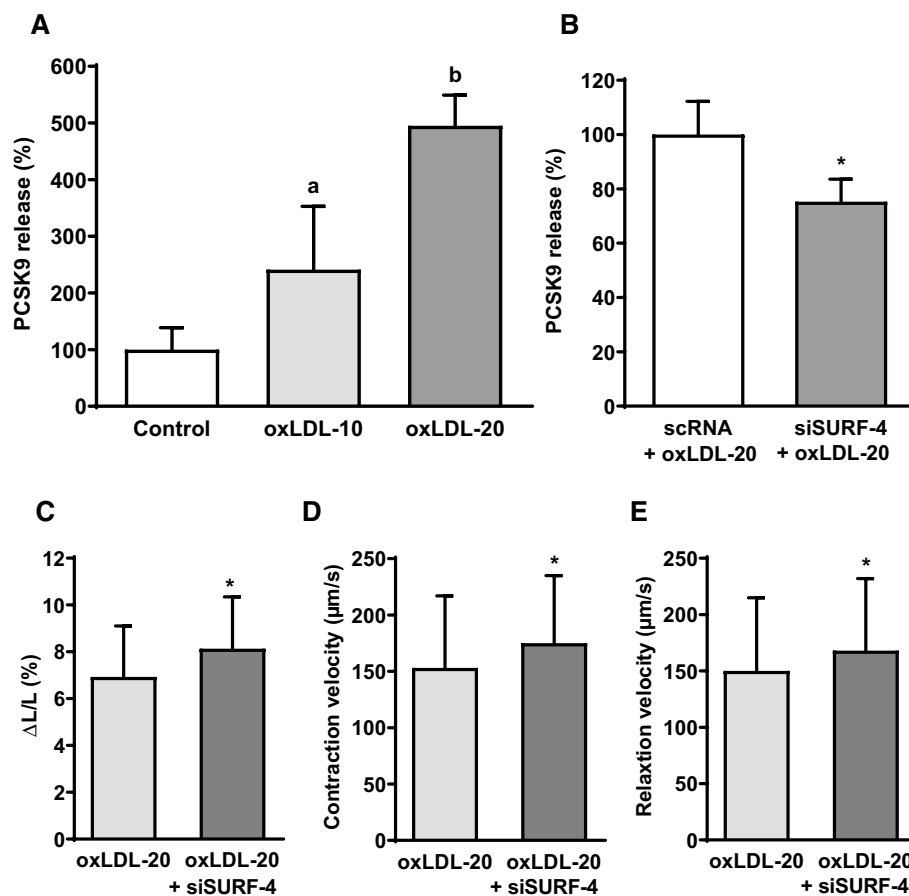 A
PCSK9 release (%)
600
500
400
300
200
100
0
a
b
Control
oxLDL-10
oxLDL-20
B
PCSK9 release (%)
120
100
80
60
40
20
0
*
scRNA
+ oxLDL-20
siSURF-4
+ oxLDL-20
C
ΔL/L (%)
12
10
8
6
4
2
0
*
oxLDL-20
oxLDL-20
+ siSURF-4
D
Contraction velocity (µm/s)
250
200
150
100
50
0
*
oxLDL-20
oxLDL-20
+ siSURF-4
E
Relaxtion velocity (µm/s)
250
200
150
100
50
0
*
oxLDL-20
oxLDL-20
+ siSURF-4